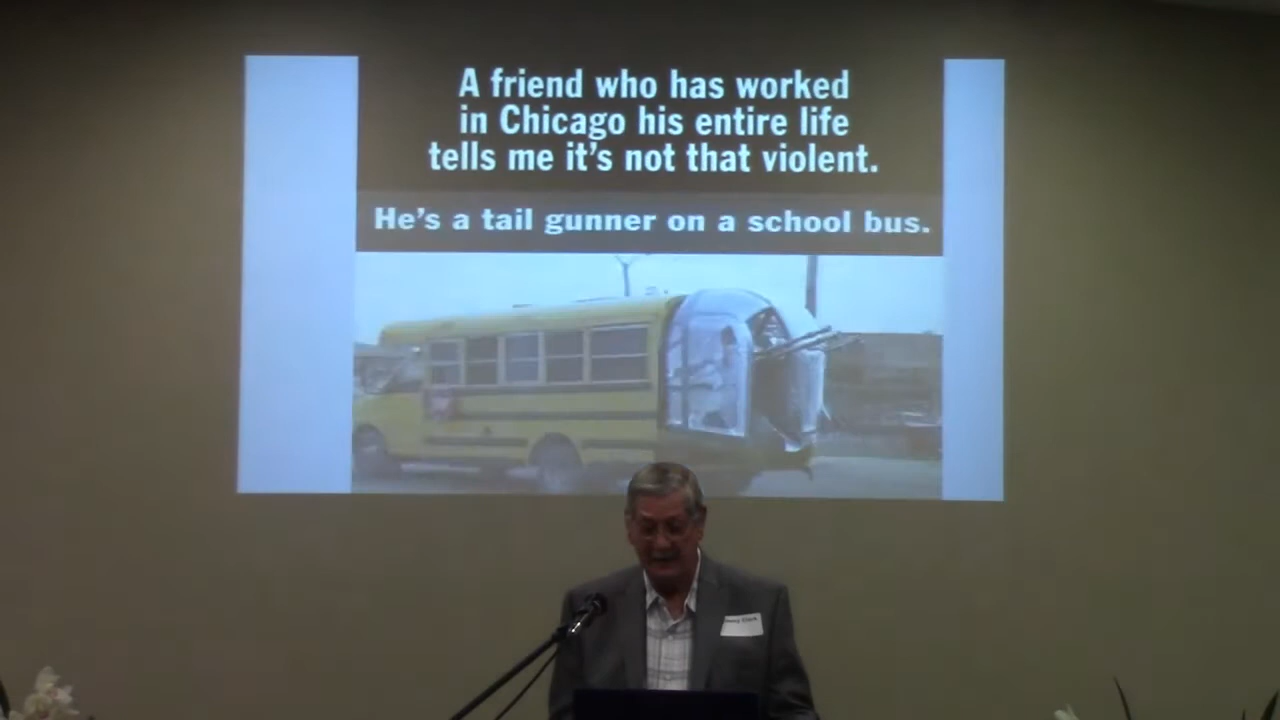 A friend who has worked
in Chicago his entire life
tells me it's not that violent.
He's a tail gunner on a school bus.
Clark